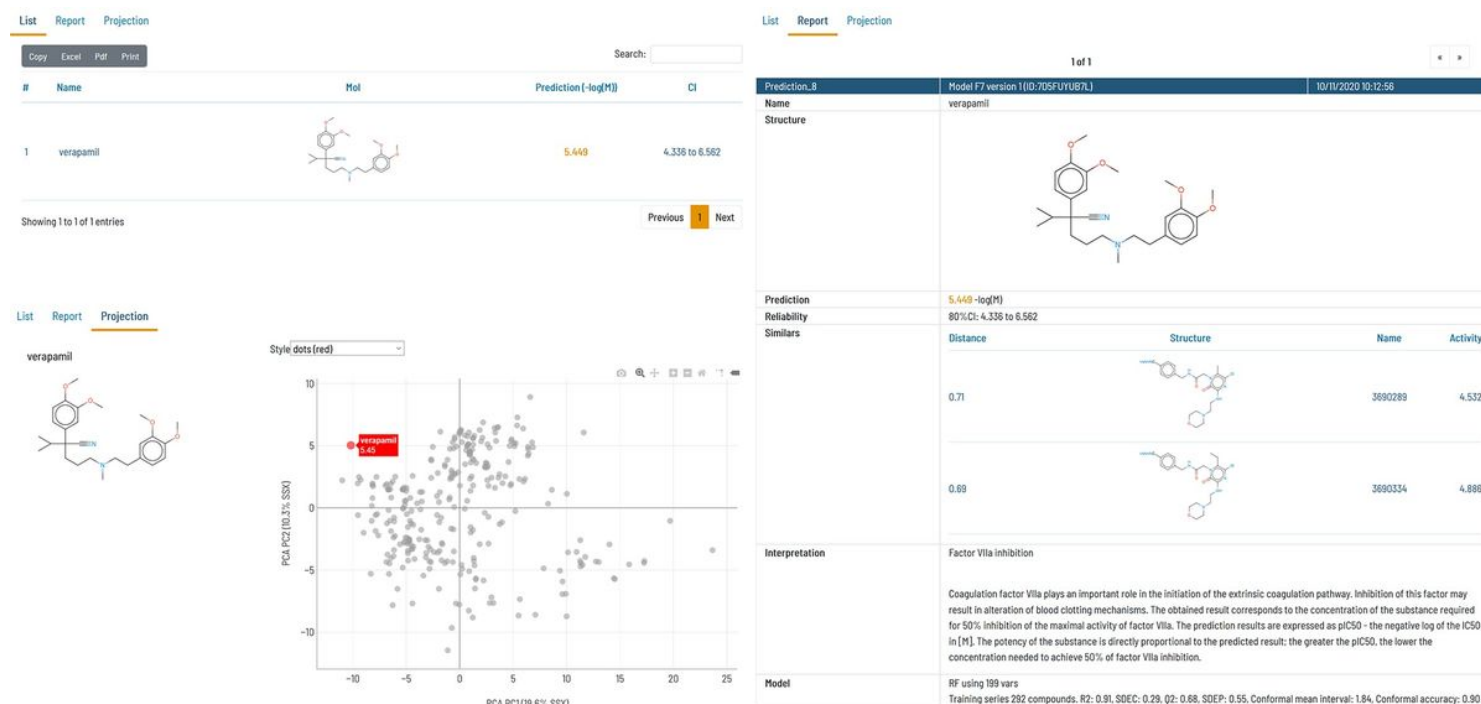 List Report Projection
Copy Excel Pdf Print
Search:
# Name Mol Prediction (-log(M)) CI
1 verapamil 5.449 4.336 to 6.562
Showing 1 to 1 of 1 entries
Previous 1 Next
List Report Projection
verapamil
Style dots (red)
verapamil
5.45
10
5
0
−5
−10
PCA PC2 (10.3% SSX)
−10 −5 0 5 10 15 20 25
PCA PC1 (19.6% SSX)
List Report Projection
1 of 1
« »
Prediction_8 Model F7 version 1 (ID:7D5FUYUB7L) 10/11/2020 10:12:56
Name verapamil
Structure
Prediction 5.449 -log(M)
Reliability 80%CI: 4.336 to 6.562
Similars
Distance Structure Name Activity
0.71 3690289 4.532
0.69 3690334 4.886
Interpretation Factor VIIa inhibition
Coagulation factor VIIa plays an important role in the initiation of the extrinsic coagulation pathway. Inhibition of this factor may
result in alteration of blood clotting mechanisms. The obtained result corresponds to the concentration of the substance required
for 50% inhibition of the maximal activity of factor VIIa. The prediction results are expressed as pIC50 - the negative log of the IC50
in [M]. The potency of the substance is directly proportional to the predicted result: the greater the pIC50, the lower the
concentration needed to achieve 50% of factor VIIa inhibition.
Model RF using 199 vars
Training series 292 compounds. R2: 0.91, SDEC: 0.29, Q2: 0.68, SDEP: 0.55, Conformal mean interval: 1.84, Conformal accuracy: 0.90